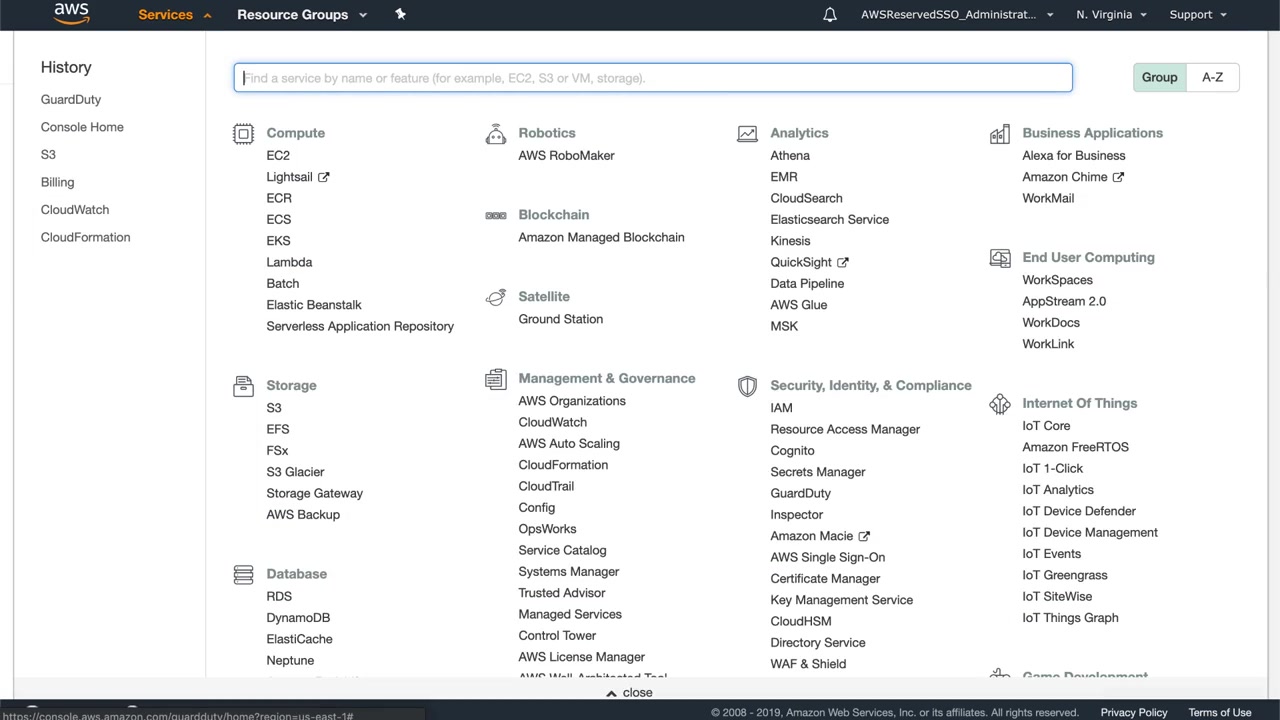 aws
Services
Resource Groups
AWSReservedSSO_Administrat...
N. Virginia
Support
History
GuardDuty
Console Home
S3
Billing
CloudWatch
CloudFormation
Find a service by name or feature (for example, EC2, S3 or VM, storage).
Group
A-Z
Compute
EC2
Lightsail
ECR
ECS
EKS
Lambda
Batch
Elastic Beanstalk
Serverless Application Repository
Storage
S3
EFS
FSx
S3 Glacier
Storage Gateway
AWS Backup
Database
RDS
DynamoDB
ElastiCache
Neptune
Robotics
AWS RoboMaker
Blockchain
Amazon Managed Blockchain
Satellite
Ground Station
Management & Governance
AWS Organizations
CloudWatch
AWS Auto Scaling
CloudFormation
CloudTrail
Config
OpsWorks
Service Catalog
Systems Manager
Trusted Advisor
Managed Services
Control Tower
AWS License Manager
AWS Well-Architected Tool
Analytics
Athena
EMR
CloudSearch
Elasticsearch Service
Kinesis
QuickSight
Data Pipeline
AWS Glue
MSK
Security, Identity, & Compliance
IAM
Resource Access Manager
Cognito
Secrets Manager
GuardDuty
Inspector
Amazon Macie
AWS Single Sign-On
Certificate Manager
Key Management Service
CloudHSM
Directory Service
WAF & Shield
Business Applications
Alexa for Business
Amazon Chime
WorkMail
End User Computing
WorkSpaces
AppStream 2.0
WorkDocs
WorkLink
Internet Of Things
IoT Core
Amazon FreeRTOS
IoT 1-Click
IoT Analytics
IoT Device Defender
IoT Device Management
IoT Events
IoT Greengrass
IoT SiteWise
IoT Things Graph
Game Development
close
https://console.aws.amazon.com/guardduty/home?region=us-east-1#
© 2008 - 2019, Amazon Web Services, Inc. or its affiliates. All rights reserved.
Privacy Policy
Terms of Use